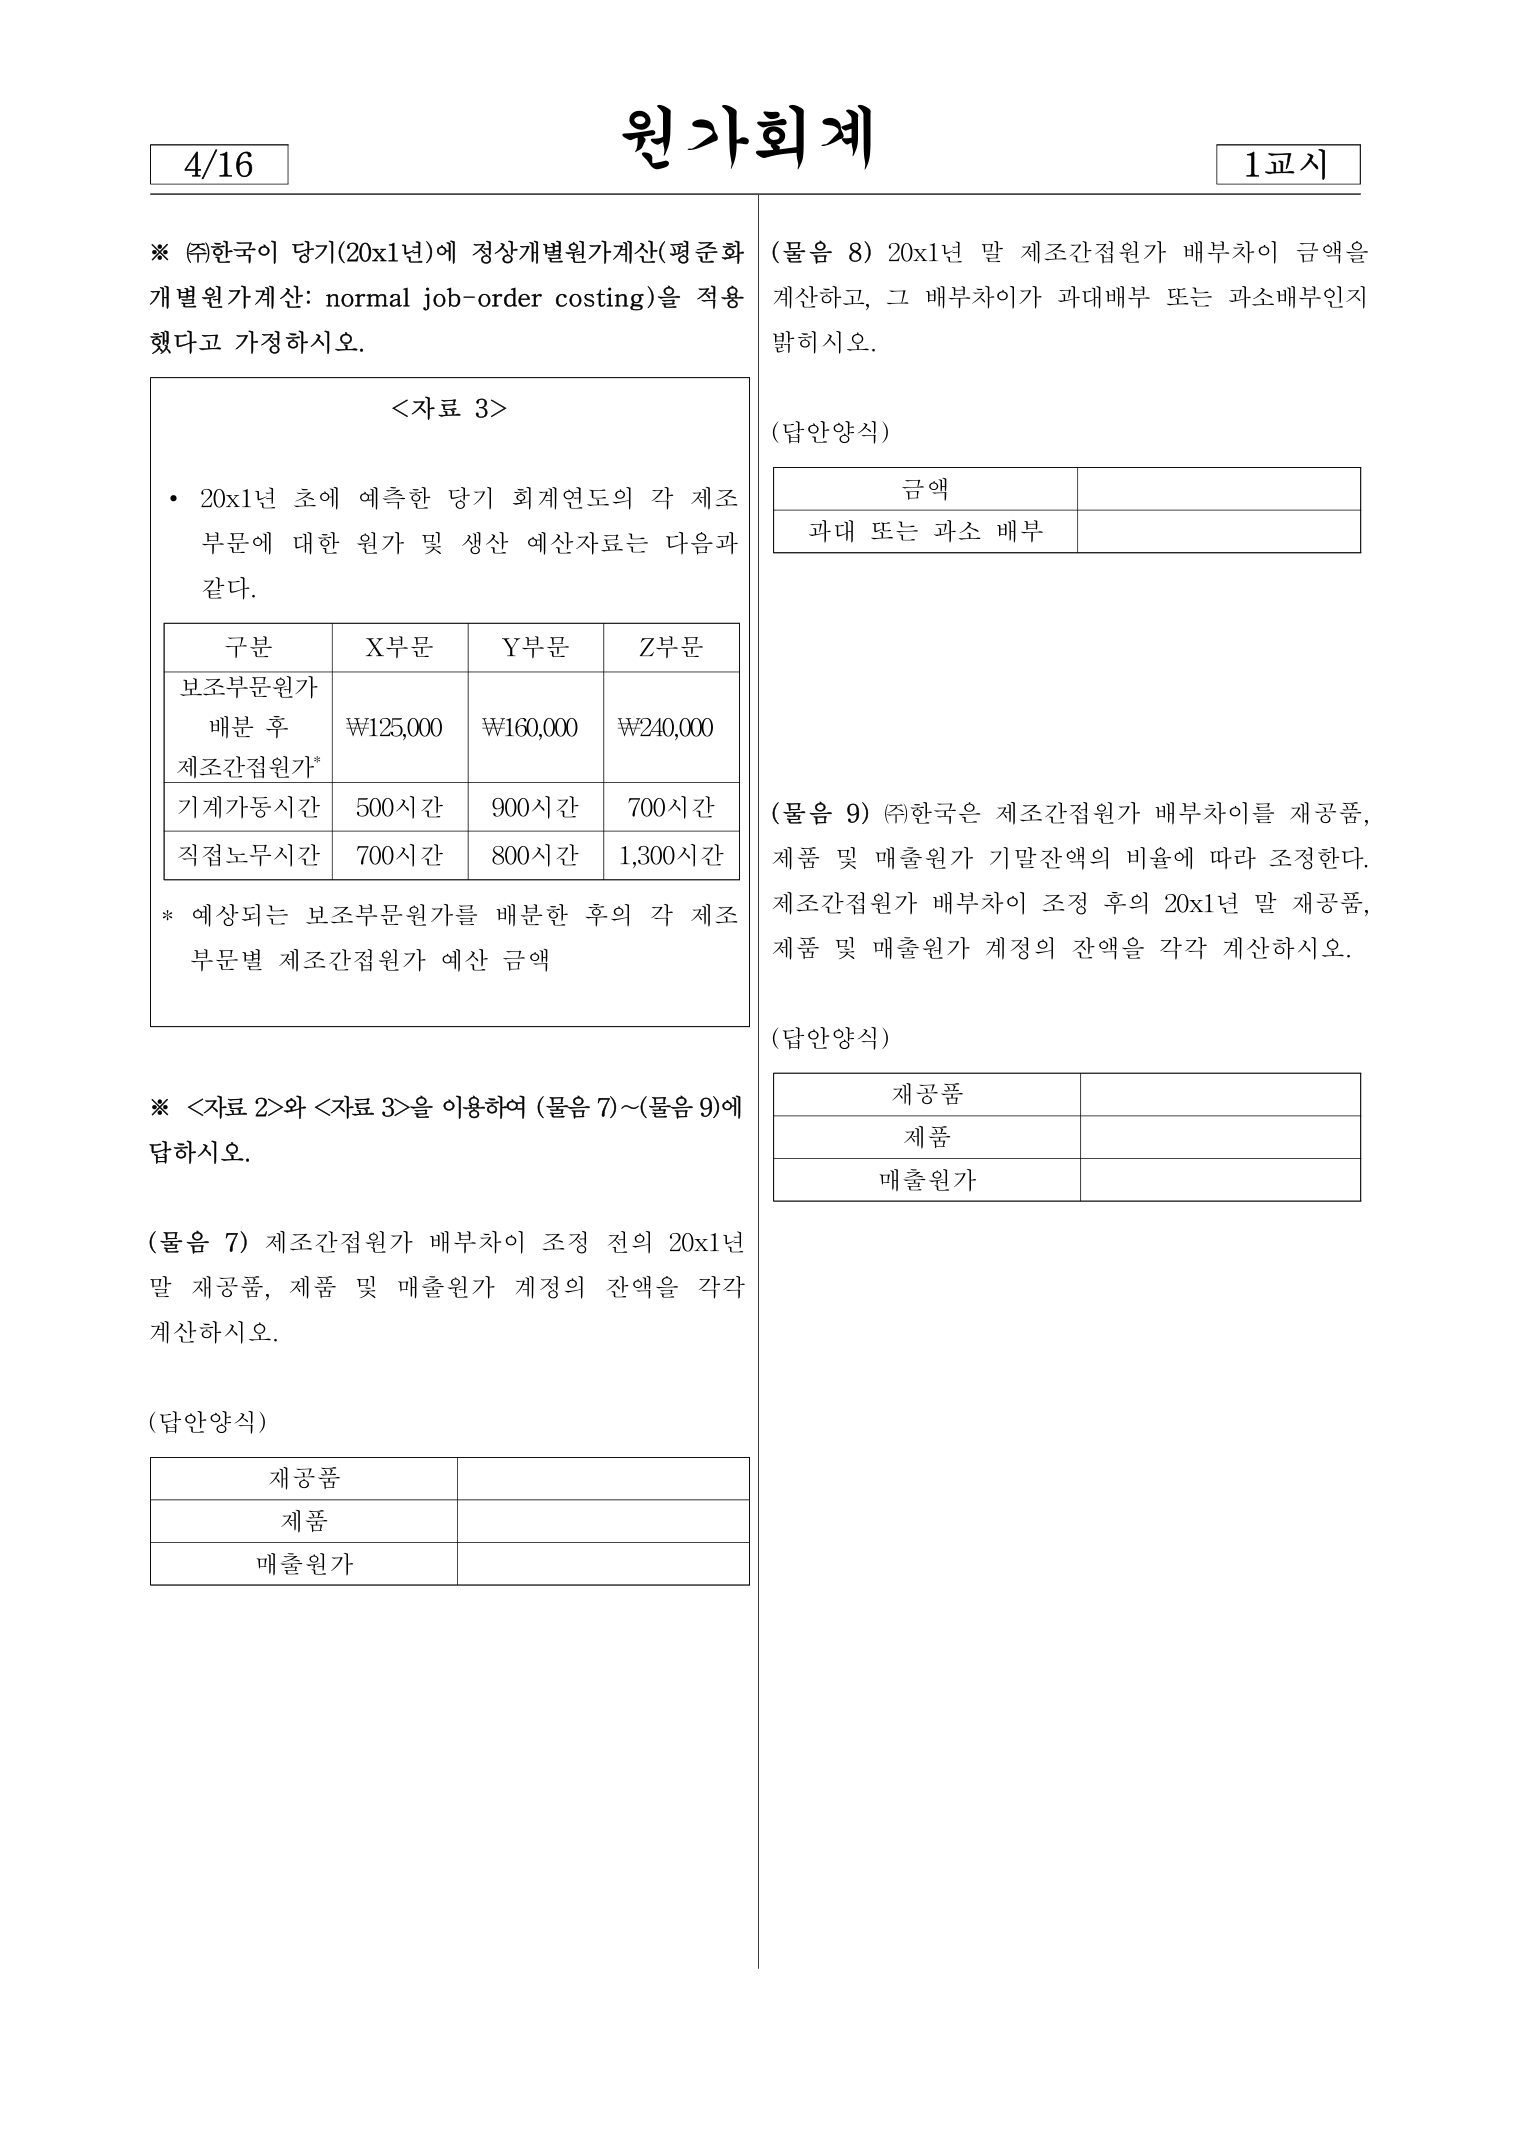 원가회계
4/16
1교시
※ ㈜한국이 당기(20x1년)에 정상개별원가계산(평준화
개별원가계산: normal job-order costing)을 적용
했다고 가정하시오.
<자료 3>
• 20x1년 초에 예측한 당기 회계연도의 각 제조
부문에 대한 원가 및 생산 예산자료는 다음과
같다.
구분 X부문 Y부문 Z부문
보조부문원가
배분 후
제조간접원가* ₩125,000 ₩160,000 ₩240,000
기계가동시간 500시간 900시간 700시간
직접노무시간 700시간 800시간 1,300시간
* 예상되는 보조부문원가를 배분한 후의 각 제조
부문별 제조간접원가 예산 금액
※ <자료 2>와 <자료 3>을 이용하여 (물음 7)~(물음 9)에
답하시오.
(물음 7) 제조간접원가 배부차이 조정 전의 20x1년
말 재공품, 제품 및 매출원가 계정의 잔액을 각각
계산하시오.
(답안양식)
재공품
제품
매출원가
(물음 8) 20x1년 말 제조간접원가 배부차이 금액을
계산하고, 그 배부차이가 과대배부 또는 과소배부인지
밝히시오.
(답안양식)
금액
과대 또는 과소 배부
(물음 9) ㈜한국은 제조간접원가 배부차이를 재공품,
제품 및 매출원가 기말잔액의 비율에 따라 조정한다.
제조간접원가 배부차이 조정 후의 20x1년 말 재공품,
제품 및 매출원가 계정의 잔액을 각각 계산하시오.
(답안양식)
재공품
제품
매출원가